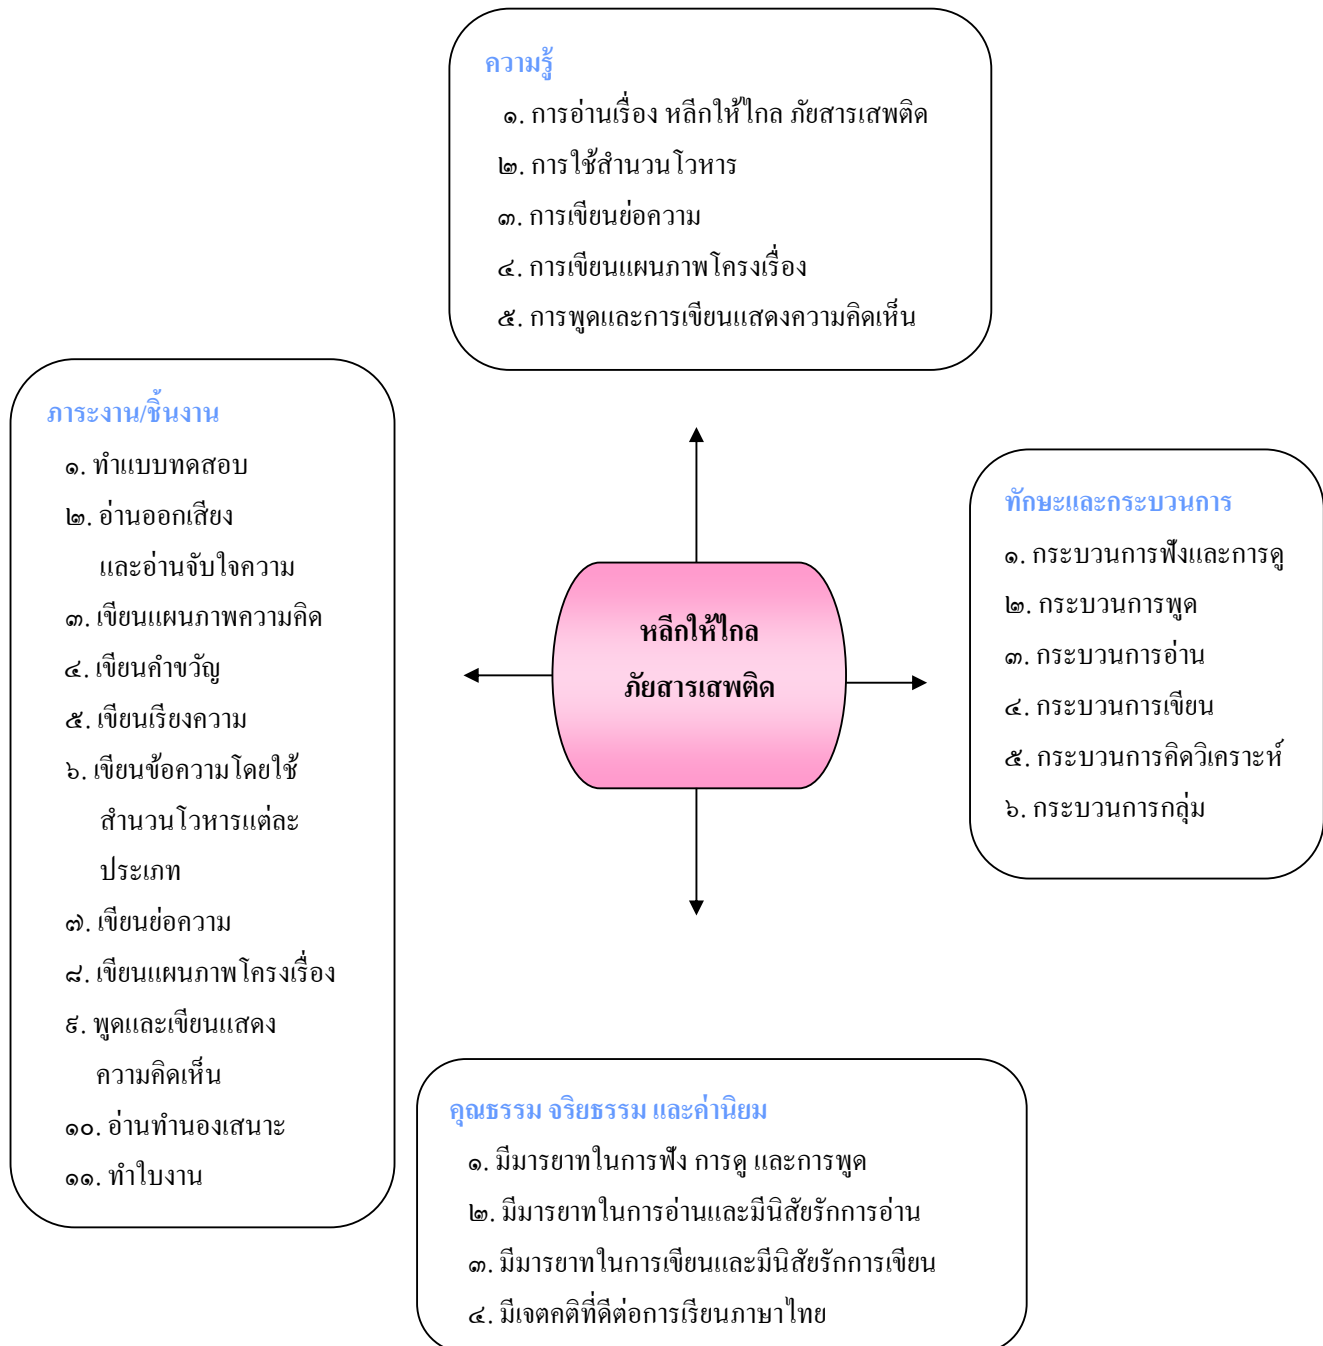 ความรู้
๑. การอ่านเรื่อง หลีกให้ไกล ภัยสารเสพติด
๒. การใช้สำนวนโวหาร
๓. การเขียนย่อความ
๔. การเขียนแผนภาพโครงเรื่อง
๕. การพูดและการเขียนแสดงความคิดเห็น
ภาระงาน/ชิ้นงาน
๑. ทำแบบทดสอบ
๒. อ่านออกเสียง
และอ่านจับใจความ
๓. เขียนแผนภาพความคิด
๔. เขียนคำขวัญ
๕. เขียนเรียงความ
๖. เขียนข้อความโดยใช้
สำนวนโวหารแต่ละ
ประเภท
๗. เขียนย่อความ
๘. เขียนแผนภาพโครงเรื่อง
๙. พูดและเขียนแสดง
ความคิดเห็น
๑๐. อ่านทำนองเสนาะ
๑๑. ทำใบงาน
หลีกให้ไกล
ภัยสารเสพติด
ทักษะและกระบวนการ
๑. กระบวนการฟังและการดู
๒. กระบวนการพูด
๓. กระบวนการอ่าน
๔. กระบวนการเขียน
๕. กระบวนการคิดวิเคราะห์
๖. กระบวนการกลุ่ม
คุณธรรม จริยธรรม และค่านิยม
๑. มีมารยาทในการฟัง การดู และการพูด
๒. มีมารยาทในการอ่านและมีนิสัยรักการอ่าน
๓. มีมารยาทในการเขียนและมีนิสัยรักการเขียน
๔. มีเจตคติที่ดีต่อการเรียนภาษาไทย